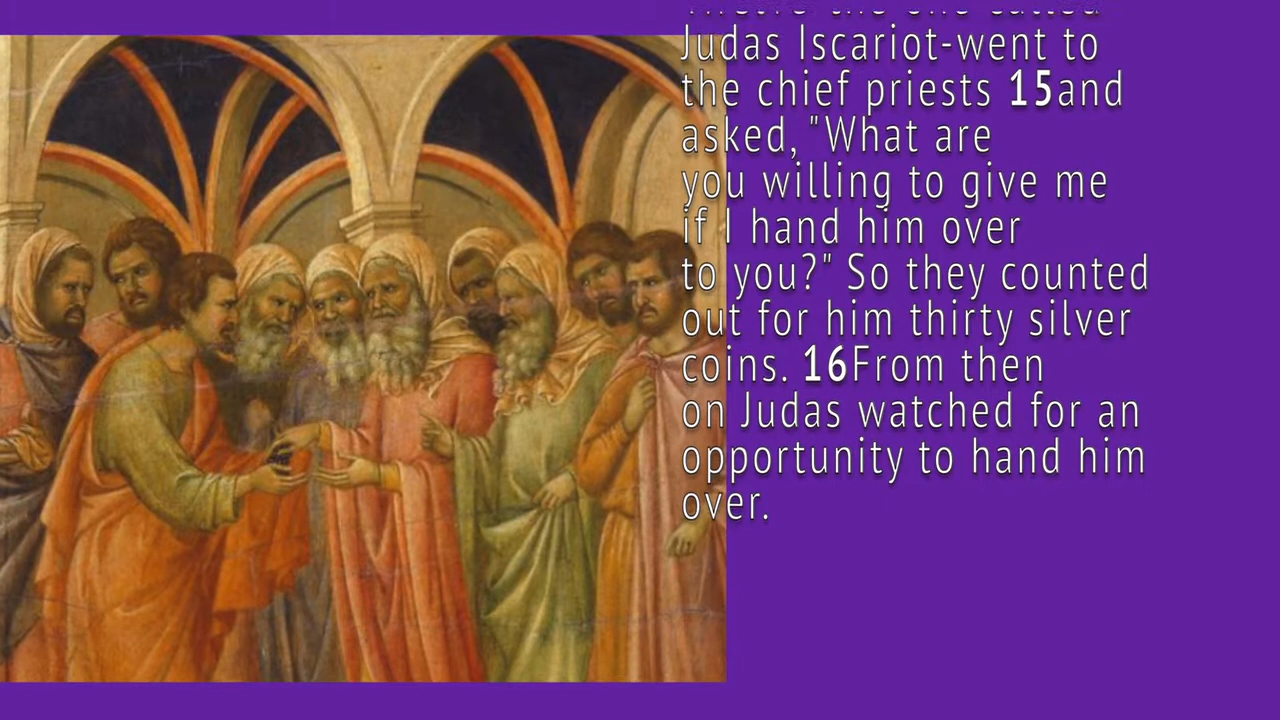 Judas Iscariot-went to
the chief priests 15and
asked, "What are
you willing to give me
if I hand him over
to you?" So they counted
out for him thirty silver
coins. 16From then
on Judas watched for an
opportunity to hand him
over.